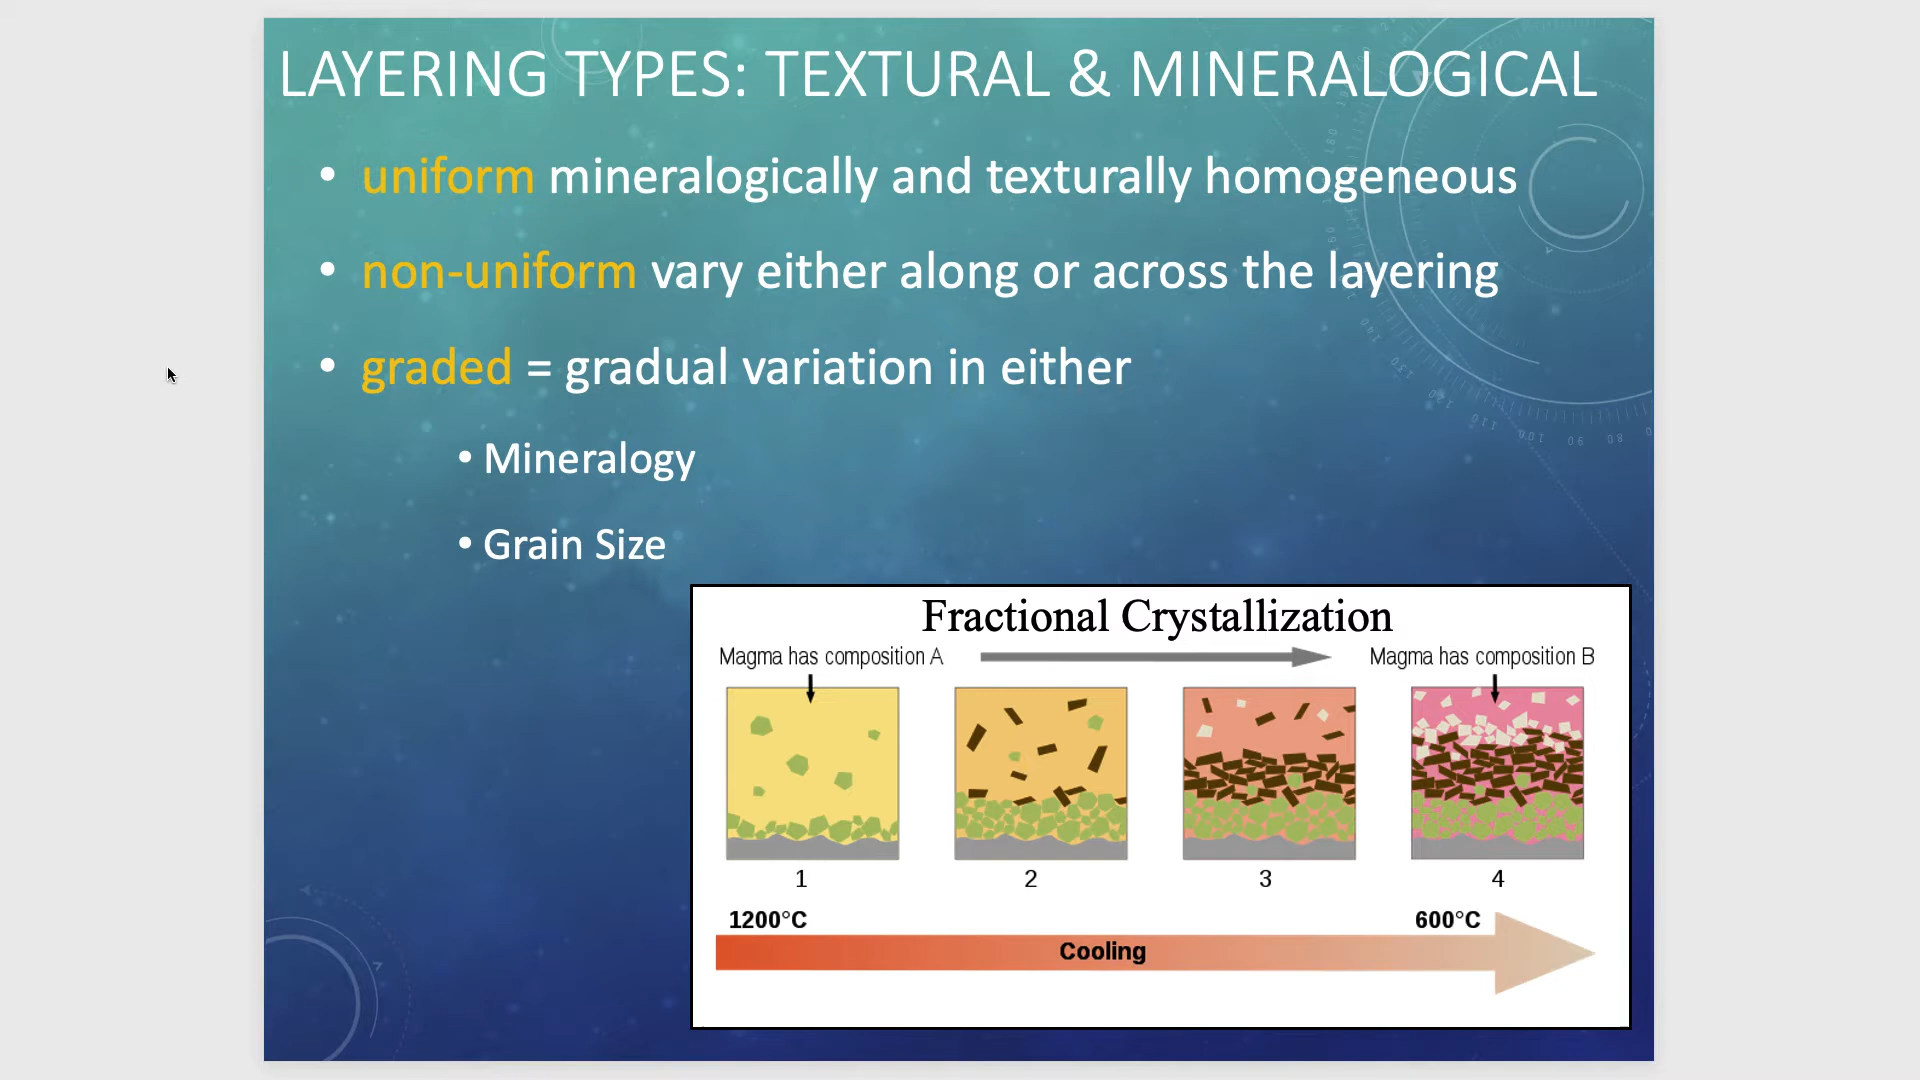 LAYERING TYPES: TEXTURAL & MINERALOGICAL
• uniform mineralogically and texturally homogeneous
• non-uniform vary either along or across the layering
• graded = gradual variation in either
• Mineralogy
• Grain Size
Fractional Crystallization
Magma has composition A
Magma has composition B
1
2
3
4
1200°C
600°C
Cooling